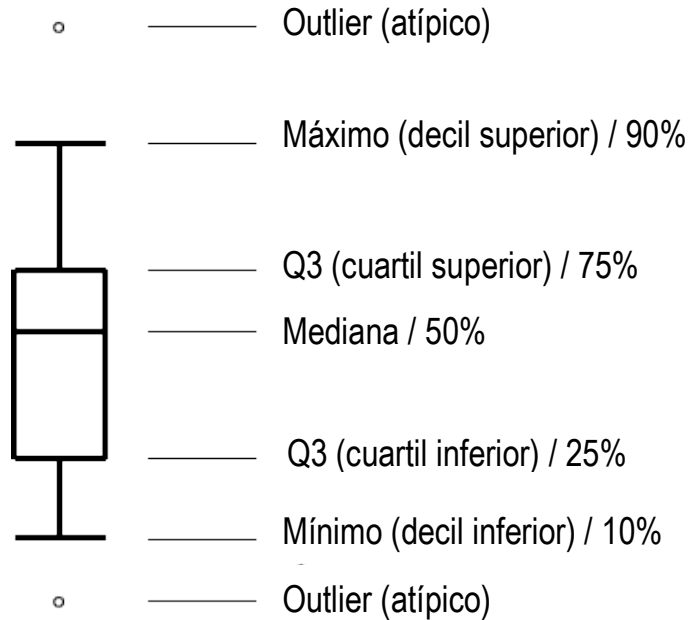 Outlier (atípico)
Máximo (decil superior) / 90%
Q3 (cuartil superior) / 75%
Mediana / 50%
Q3 (cuartil inferior) / 25%
Mínimo (decil inferior) / 10%
Outlier (atípico)